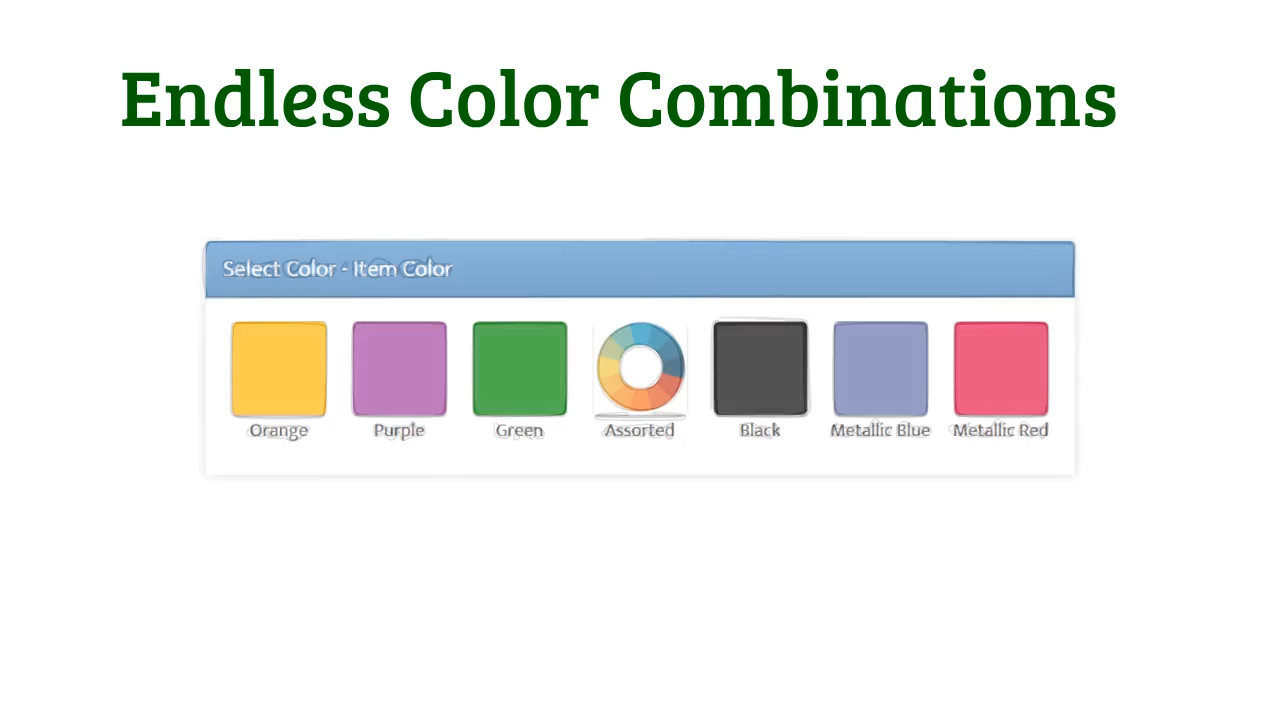 Endless Color Combinations
Select Color - Item Color
Orange
Purple
Green
Assorted
Black
Metallic Blue
Metallic Red